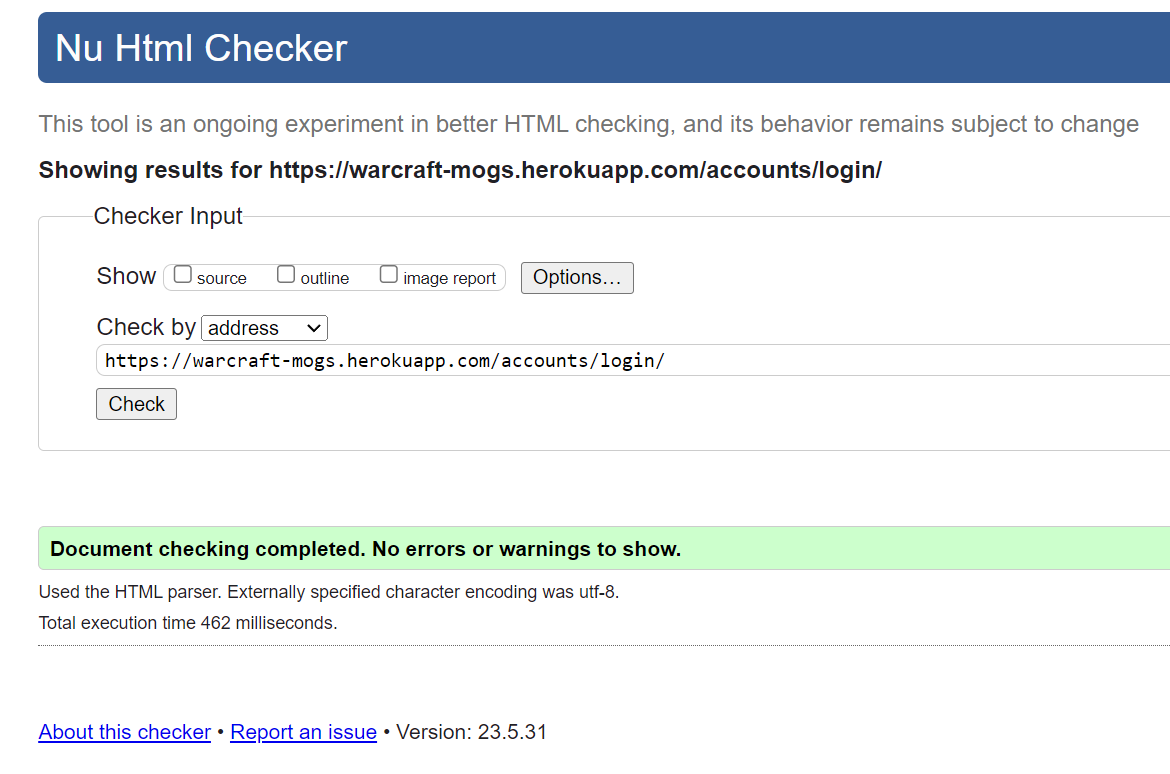 Nu Html Checker
This tool is an ongoing experiment in better HTML checking, and its behavior remains subject to change
Showing results for https://warcraft-mogs.herokuapp.com/accounts/login/
Checker Input
Show source outline image report Options...
Check by address
https://warcraft-mogs.herokuapp.com/accounts/login/
Check
Document checking completed. No errors or warnings to show.
Used the HTML parser. Externally specified character encoding was utf-8.
Total execution time 462 milliseconds.
About this checker • Report an issue • Version: 23.5.31